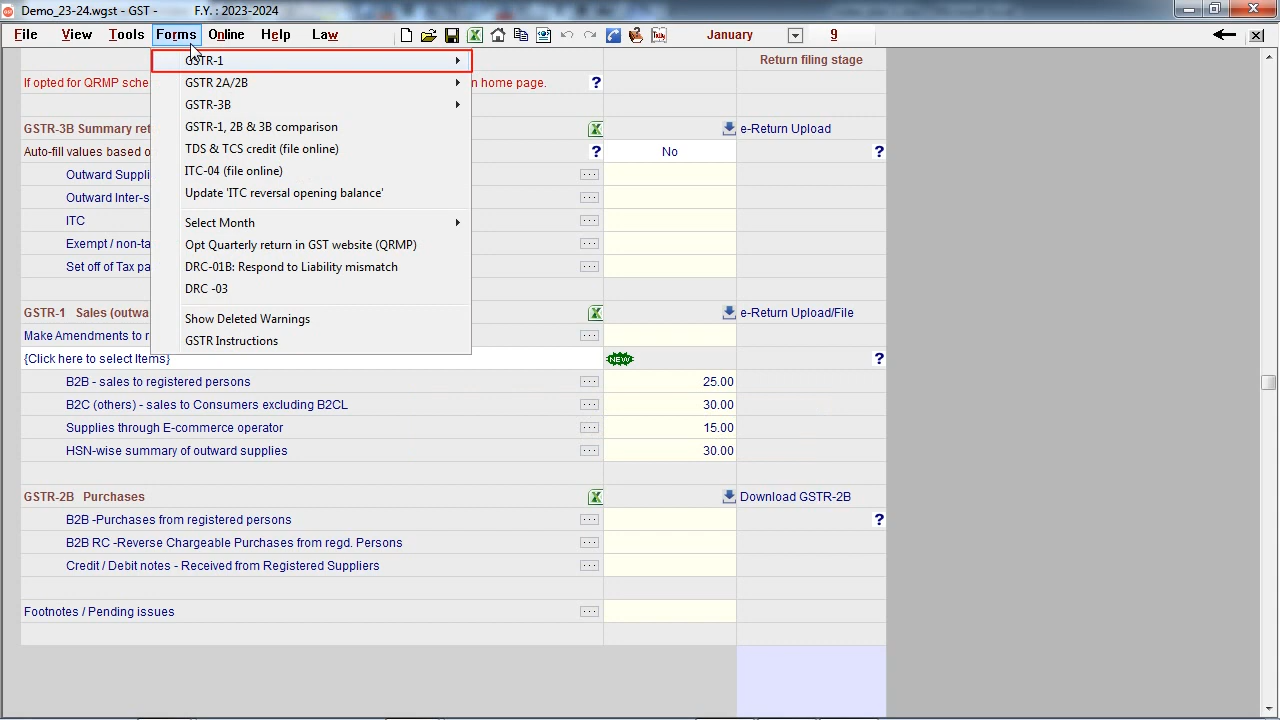 Demo_23-24.wgst - GST - F.Y. : 2023-2024
File View Tools Forms Online Help Law January 9
Return filing stage
If opted for QRMP sche n home page. ?
GSTR-3B Summary ret e-Return Upload
Auto-fill values based o ? No ?
Outward Suppli
Outward Inter-s
ITC
Exempt / non-ta
Set off of Tax pa
GSTR-1
GSTR 2A/2B
GSTR-3B
GSTR-1, 2B & 3B comparison
TDS & TCS credit (file online)
ITC-04 (file online)
Update 'ITC reversal opening balance'
Select Month
Opt Quarterly return in GST website (QRMP)
DRC-01B: Respond to Liability mismatch
DRC -03
Show Deleted Warnings
GSTR Instructions
GSTR-1 Sales (outwa e-Return Upload/File
Make Amendments to r
{Click here to select Items} NEW ?
B2B - sales to registered persons 25.00
B2C (others) - sales to Consumers excluding B2CL 30.00
Supplies through E-commerce operator 15.00
HSN-wise summary of outward supplies 30.00
GSTR-2B Purchases Download GSTR-2B
B2B -Purchases from registered persons ?
B2B RC -Reverse Chargeable Purchases from regd. Persons
Credit / Debit notes - Received from Registered Suppliers
Footnotes / Pending issues